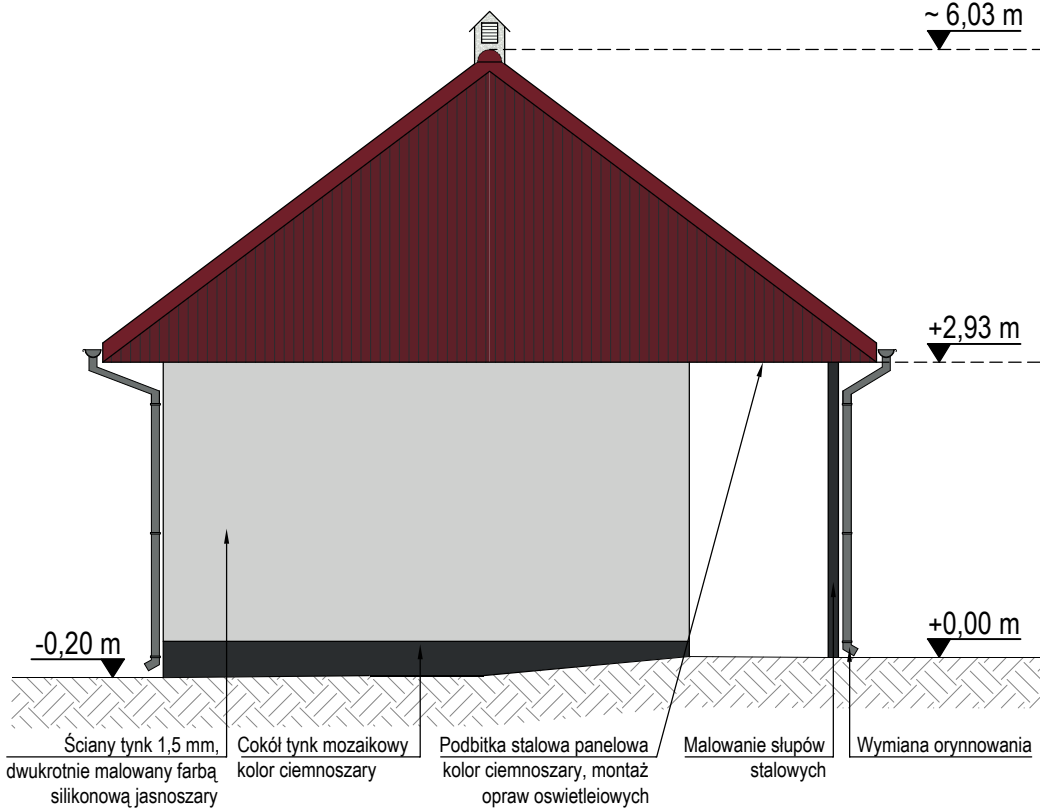 ~ 6,03 m
+2,93 m
-0,20 m
+0,00 m
Ściany tynk 1,5 mm,
dwukrotnie malowany farbą
silikonową jasnoszary
Cokół tynk mozaikowy
kolor ciemnoszary
Podbitka stalowa panelowa
kolor ciemnoszary, montaż
opraw oswietleiowych
Malowanie słupów
stalowych
Wymiana orynnowania